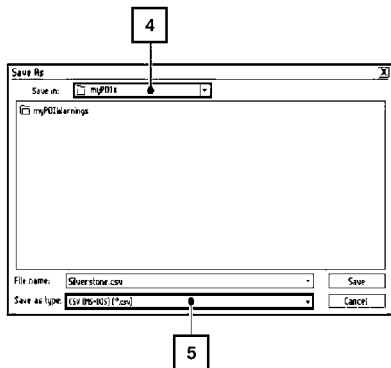 4
Save As X
Save in: myPOIs
myPOIWarnings
File name: Silverstone.csv Save
Save as type: CSV (MS-DOS) (*.csv) Cancel
5